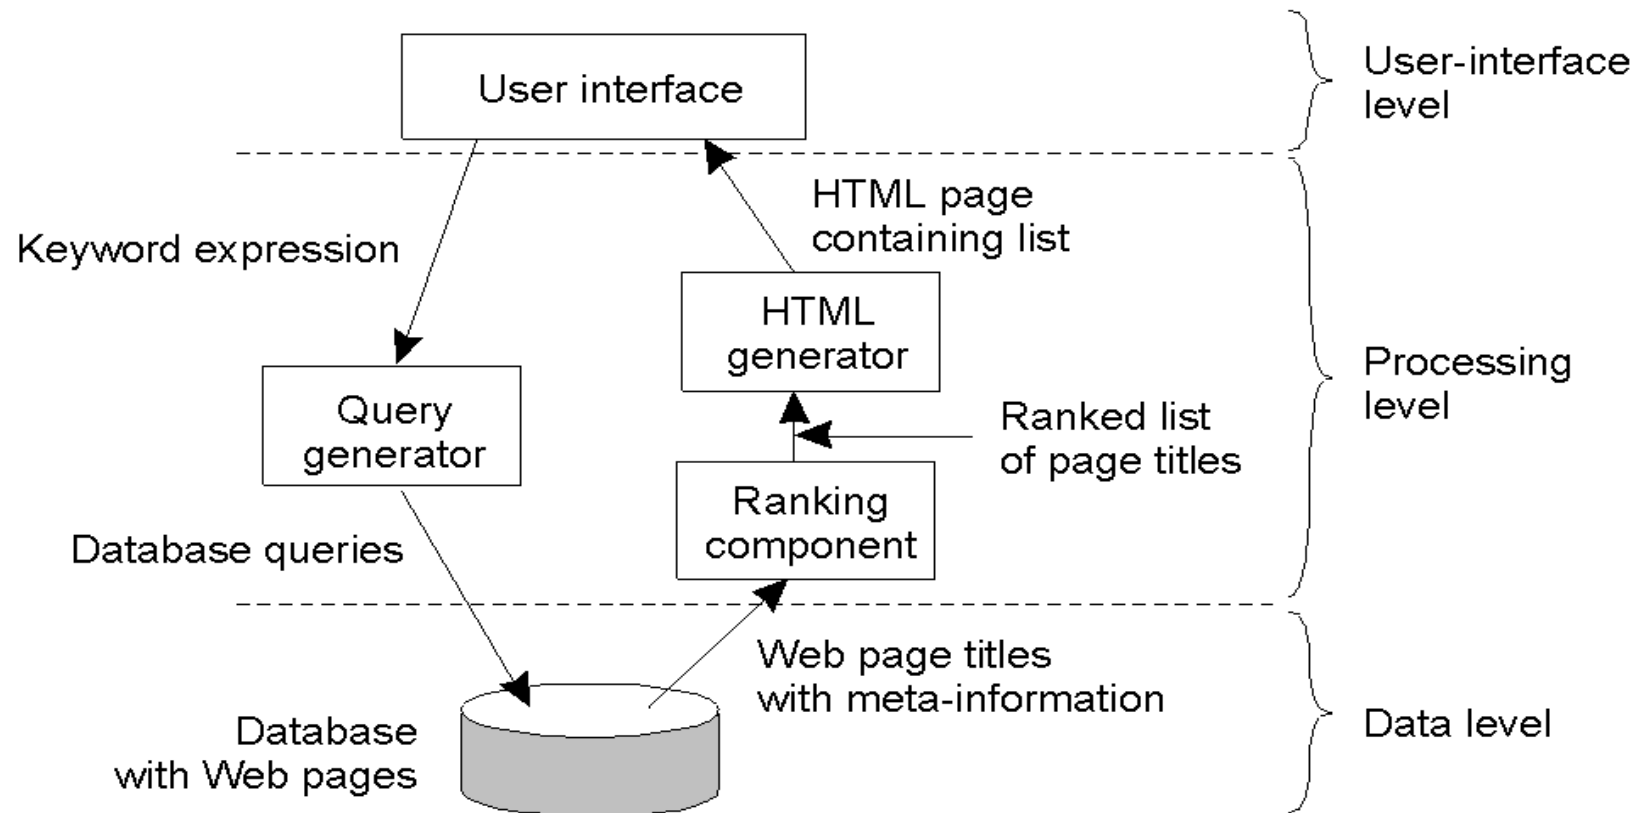 User interface
User-interface
level
HTML page
containing list
Keyword expression
HTML
generator
Processing
level
Query
generator
Ranked list
of page titles
Ranking
component
Database queries
Web page titles
with meta-information
Database
with Web pages
Data level